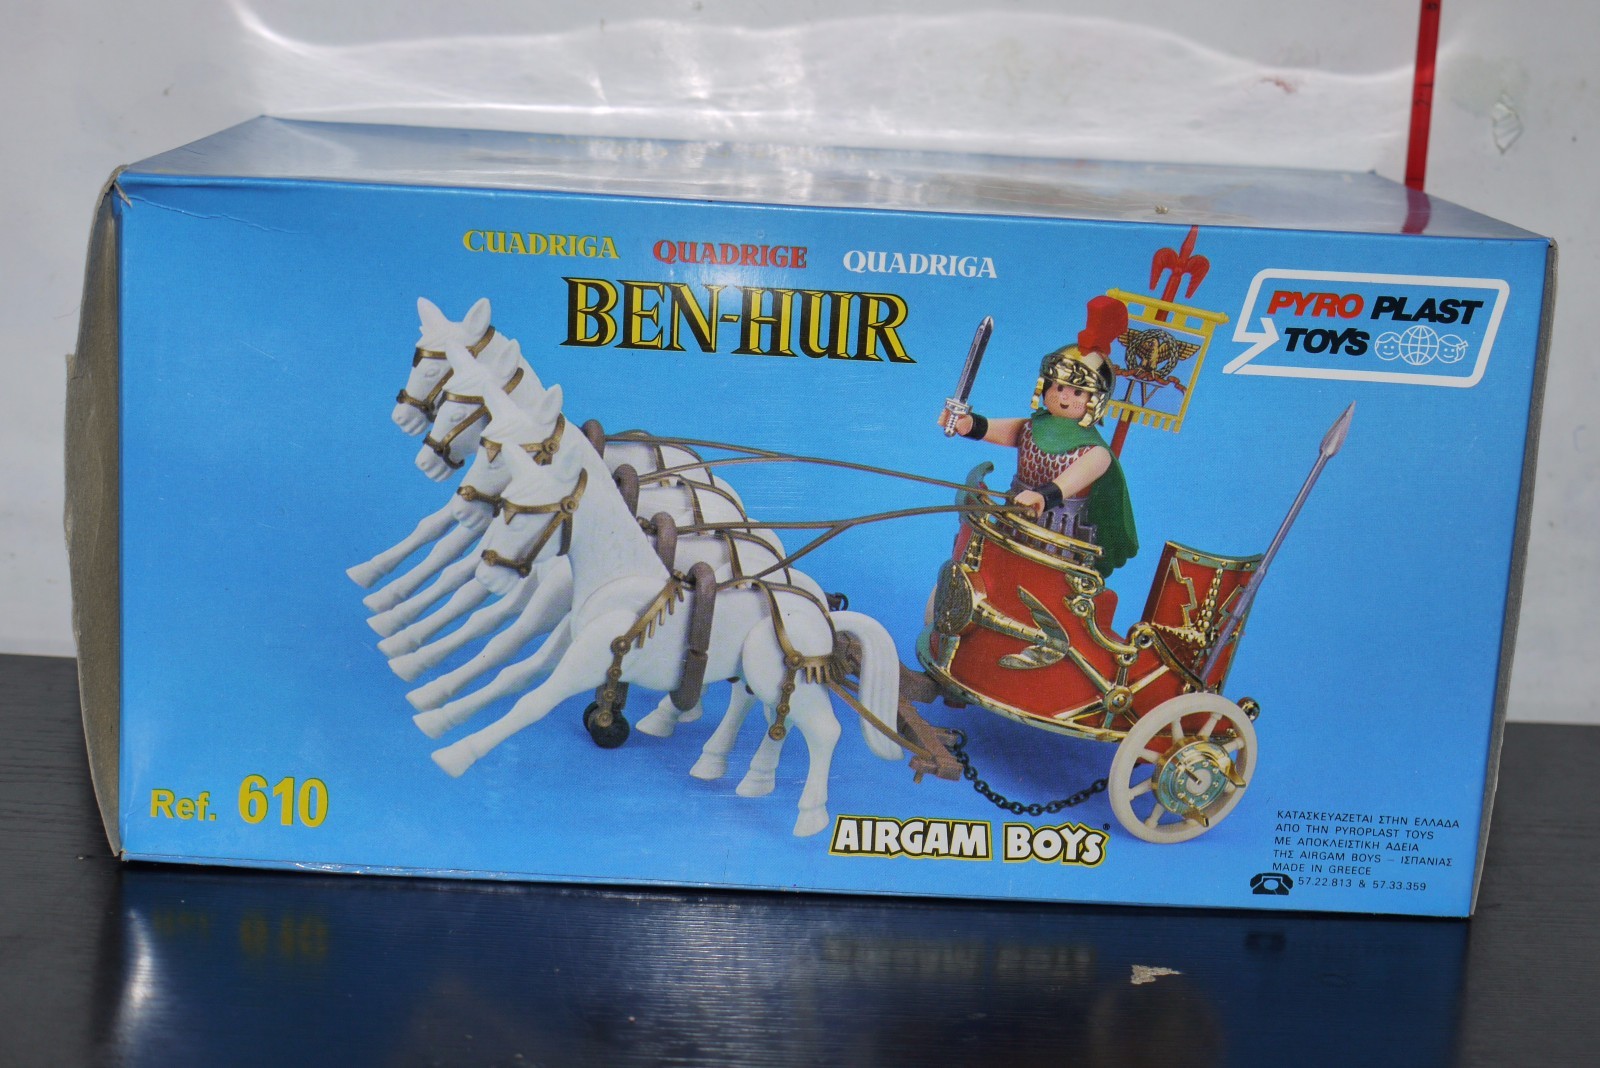 CUADRIGA QUADRIGE QUADRIGA
BEN-HUR
PYRO PLAST
TOYS
Ref. 610
AIRGAM BOYS®
ΚΑΤΑΣΚΕΥΑΖΕΤΑΙ ΣΤΗΝ ΕΛΛΑΔΑ
ΑΠΟ ΤΗΝ PYROPLAST TOYS
ΜΕ ΑΠΟΚΛΕΙΣΤΙΚΗ ΑΔΕΙΑ
ΤΗΣ AIRGAM BOYS – ΙΣΠΑΝΙΑΣ
MADE IN GREECE
57.22.813 & 57.33.359